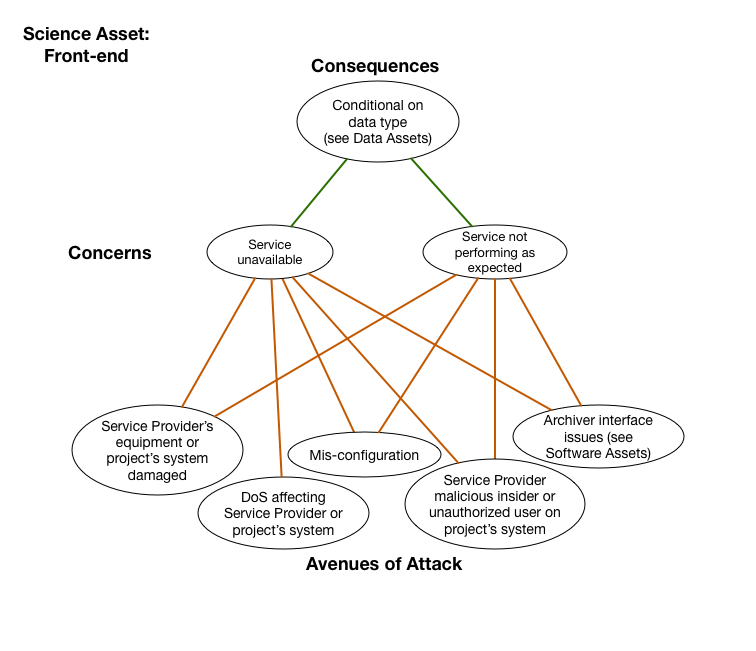 Science Asset:
Front-end
Consequences
Conditional on
data type
(see Data Assets)
Concerns
Service
unavailable
Service not
performing as
expected
Service Provider's
equipment or
project's system
damaged
DoS affecting
Service Provider or
project's system
Mis-configuration
Service Provider
malicious insider or
unauthorized user on
project's system
Archiver interface
issues (see
Software Assets)
Avenues of Attack